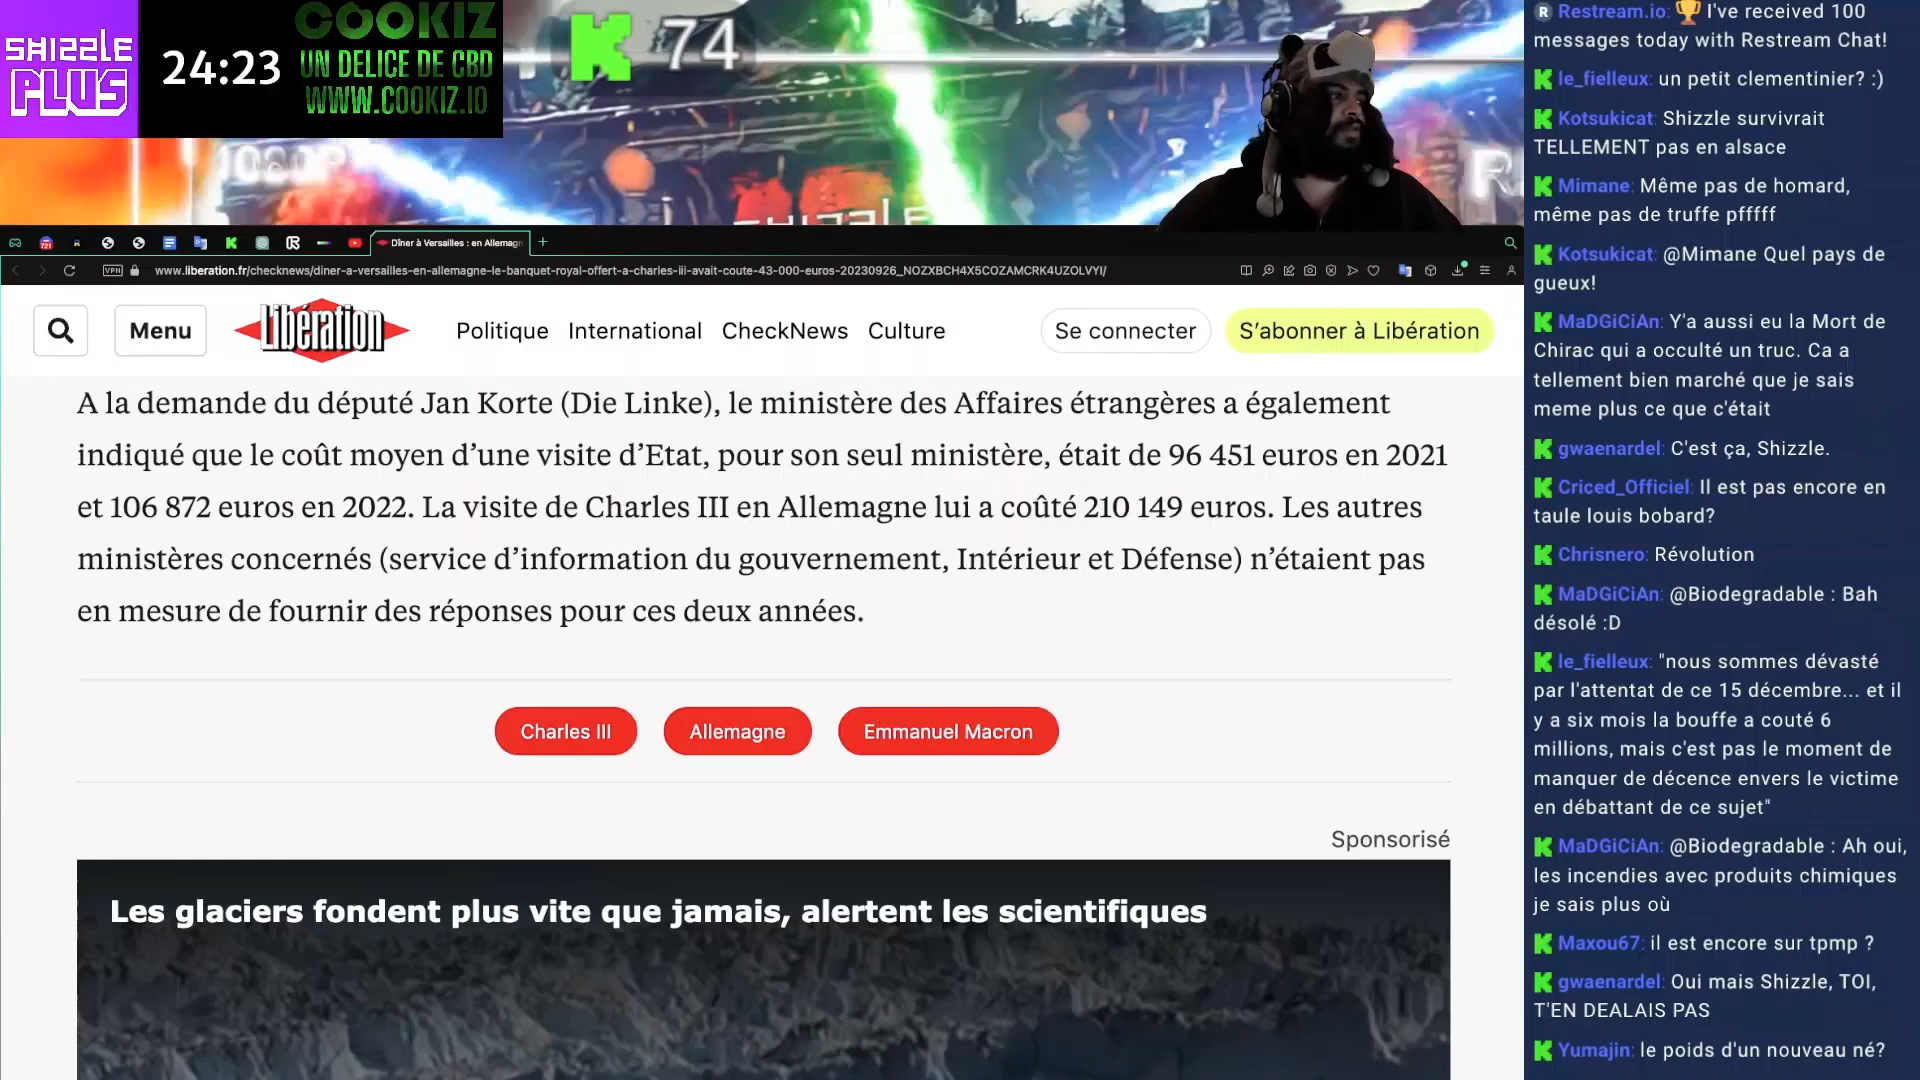 SHIZZLE
PLUS
24:23
COOKIZ
UN DELICE DE CBD
WWW.COOKIZ.IO
74
Dîner à Versailles : en Allemagn
VPN
www.liberation.fr/checknews/diner-a-versailles-en-allemagne-le-banquet-royal-offert-a-charles-iii-avait-coute-43-000-euros-20230926_NOZXBCH4X5COZAMCRK4UZOLVYI/
Menu
Libération
Politique
International
CheckNews
Culture
Se connecter
S'abonner à Libération
A la demande du député Jan Korte (Die Linke), le ministère des Affaires étrangères a également
indiqué que le coût moyen d’une visite d’Etat, pour son seul ministère, était de 96 451 euros en 2021
et 106 872 euros en 2022. La visite de Charles III en Allemagne lui a coûté 210 149 euros. Les autres
ministères concernés (service d’information du gouvernement, Intérieur et Défense) n’étaient pas
en mesure de fournir des réponses pour ces deux années.
Charles III
Allemagne
Emmanuel Macron
Sponsorisé
Les glaciers fondent plus vite que jamais, alertent les scientifiques
Restream.io: 🏆 I've received 100
messages today with Restream Chat!
le_fielleux: un petit clementinier? :)
Kotsukicat: Shizzle survivrait
TELLEMENT pas en alsace
Mimane: Même pas de homard,
même pas de truffe pfffff
Kotsukicat: @Mimane Quel pays de
gueux!
MaDGiCiAn: Y'a aussi eu la Mort de
Chirac qui a occulté un truc. Ca a
tellement bien marché que je sais
meme plus ce que c'était
gwaenardel: C'est ça, Shizzle.
Criced_Officiel: Il est pas encore en
taule louis bobard?
Chrisnero: Révolution
MaDGiCiAn: @Biodegradable : Bah
désolé :D
le_fielleux: "nous sommes dévasté
par l'attentat de ce 15 décembre... et il
y a six mois la bouffe a couté 6
millions, mais c'est pas le moment de
manquer de décence envers le victime
en débattant de ce sujet"
MaDGiCiAn: @Biodegradable : Ah oui,
les incendies avec produits chimiques
je sais plus où
Maxou67: il est encore sur tpmp ?
gwaenardel: Oui mais Shizzle, TOI,
T'EN DEALAIS PAS
Yumajin: le poids d'un nouveau né?